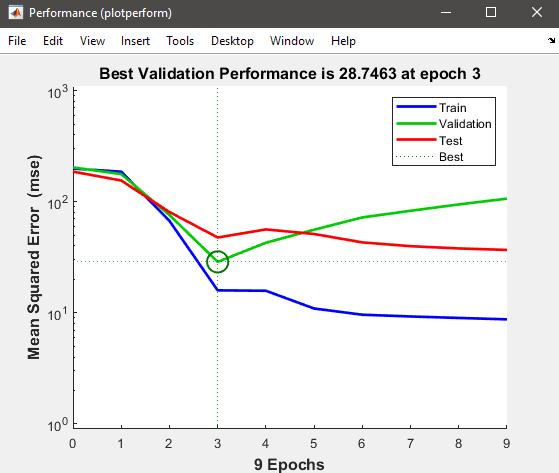 Performance (plotperform)
File Edit View Insert Tools Desktop Window Help
Best Validation Performance is 28.7463 at epoch 3
Train
Validation
Test
Best
Mean Squared Error (mse)
10^3
10^2
10^1
10^0
0 1 2 3 4 5 6 7 8 9
9 Epochs